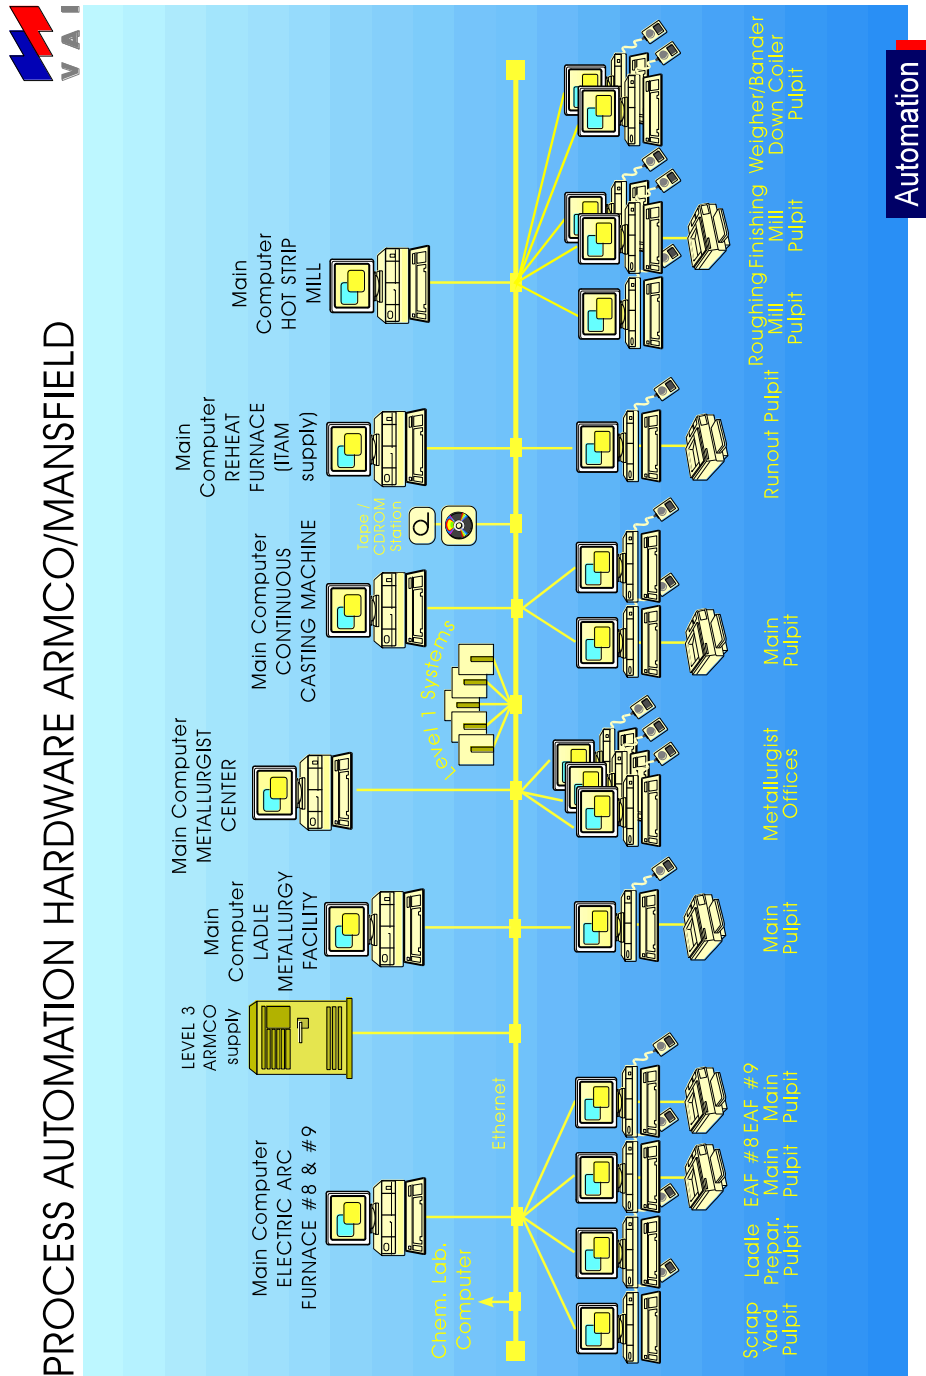 VAI
PROCESS AUTOMATION HARDWARE ARMCO/MANSFIELD
Automation
Main Computer
ELECTRIC ARC
FURNACE #8 & #9
LEVEL 3
ARMCO
supply
Main
Computer
LADLE
METALLURGY
FACILITY
Main Computer
METALLURGIST
CENTER
Main Computer
CONTINUOUS
CASTING MACHINE
Tape /
CDROM
Station
Main
Computer
REHEAT
FURNACE
(ITAM
supply)
Main
Computer
HOT STRIP
MILL
Chem. Lab.
Computer
Ethernet
Level 1 Systems
Scrap
Yard
Pulpit
Ladle
Prepar.
Pulpit
EAF #8
Main
Pulpit
EAF #9
Main
Pulpit
Main
Pulpit
Metallurgist
Offices
Main
Pulpit
Runout Pulpit
Roughing
Mill
Pulpit
Finishing
Mill
Pulpit
Weigher/Bander
Down Coiler
Pulpit